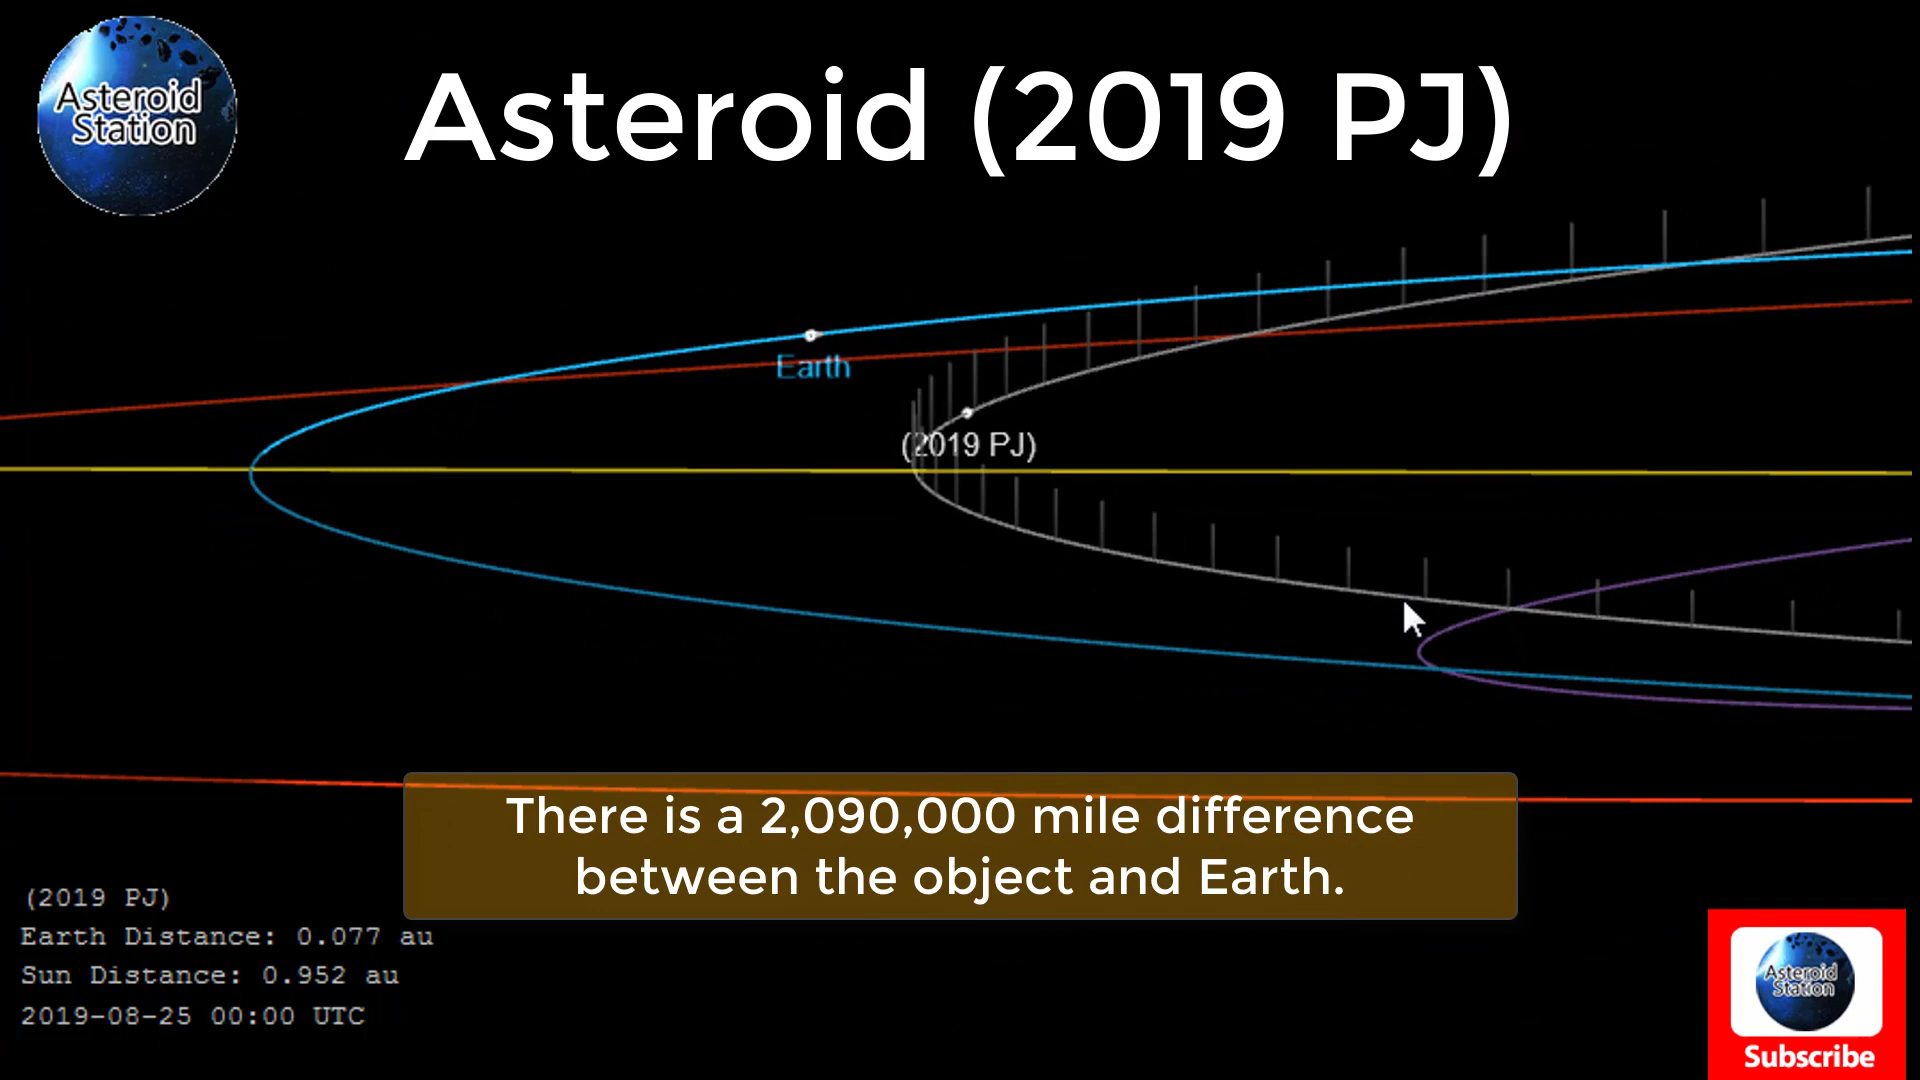 Asteroid
Station
Asteroid (2019 PJ)
Earth
(2019 PJ)
There is a 2,090,000 mile difference
between the object and Earth.
(2019 PJ)
Earth Distance: 0.077 au
Sun Distance: 0.952 au
2019-08-25 00:00 UTC
Asteroid
Station
Subscribe